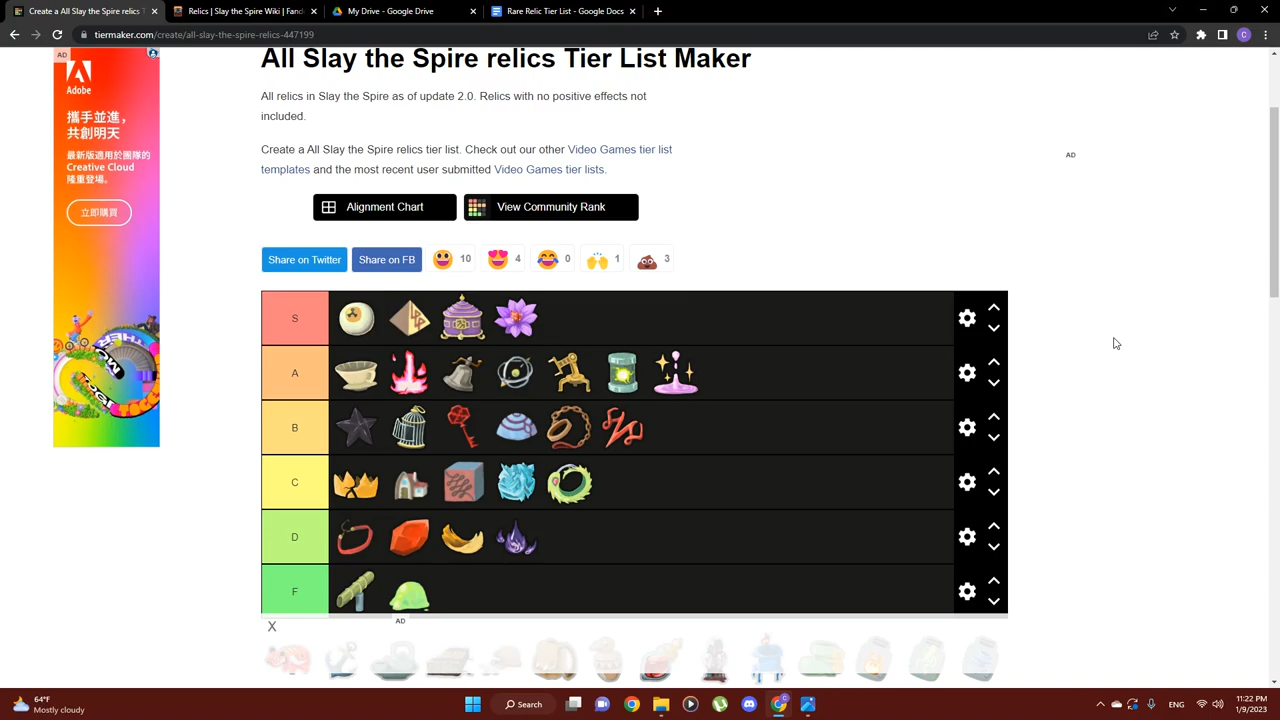 Create a All Slay the Spire relics T
Relics | Slay the Spire Wiki | Fand
My Drive - Google Drive
Rare Relic Tier List - Google Docs
tiermaker.com/create/all-slay-the-spire-relics-447199
C
AD
Adobe
攜手並進，
共創明天
最新版適用於團隊的
Creative Cloud
隆重登場。
立即購買
All Slay the Spire relics Tier List Maker
All relics in Slay the Spire as of update 2.0. Relics with no positive effects not
included.
Create a All Slay the Spire relics tier list. Check out our other Video Games tier list
templates and the most recent user submitted Video Games tier lists.
AD
Alignment Chart
View Community Rank
Share on Twitter
Share on FB
10
4
0
1
3
S
A
B
C
D
F
AD
X
64°F
Mostly cloudy
Search
ENG
11:22 PM
1/9/2023